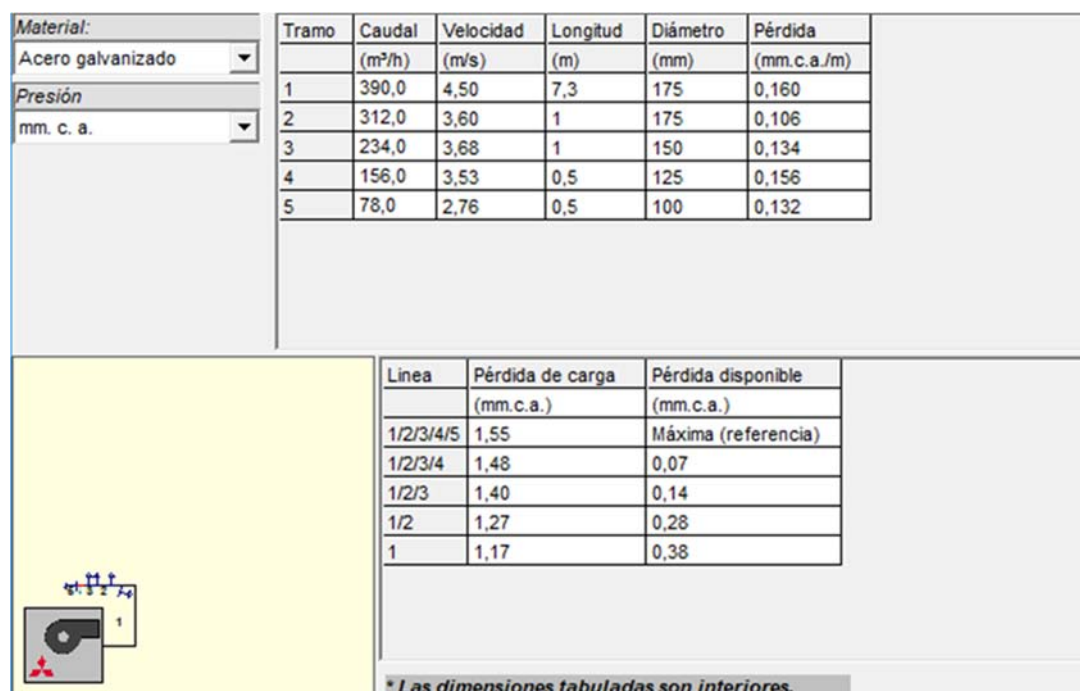 Material:
Acero galvanizado
Presión
mm. c. a.
Tramo Caudal Velocidad Longitud Diámetro Pérdida
(m³/h) (m/s) (m) (mm) (mm.c.a./m)
1 390,0 4,50 7,3 175 0,160
2 312,0 3,60 1 175 0,106
3 234,0 3,68 1 150 0,134
4 156,0 3,53 0,5 125 0,156
5 78,0 2,76 0,5 100 0,132
Linea Pérdida de carga Pérdida disponible
(mm.c.a.) (mm.c.a.)
1/2/3/4/5 1,55 Máxima (referencia)
1/2/3/4 1,48 0,07
1/2/3 1,40 0,14
1/2 1,27 0,28
1 1,17 0,38
3 2
1
* Las dimensiones tabuladas son interiores.